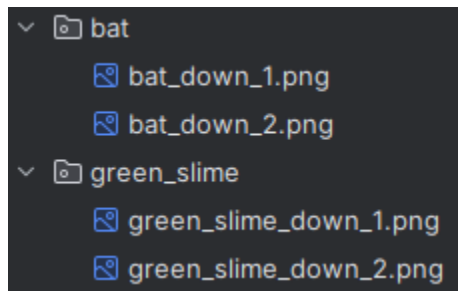 bat
bat_down_1.png
bat_down_2.png
green_slime
green_slime_down_1.png
green_slime_down_2.png